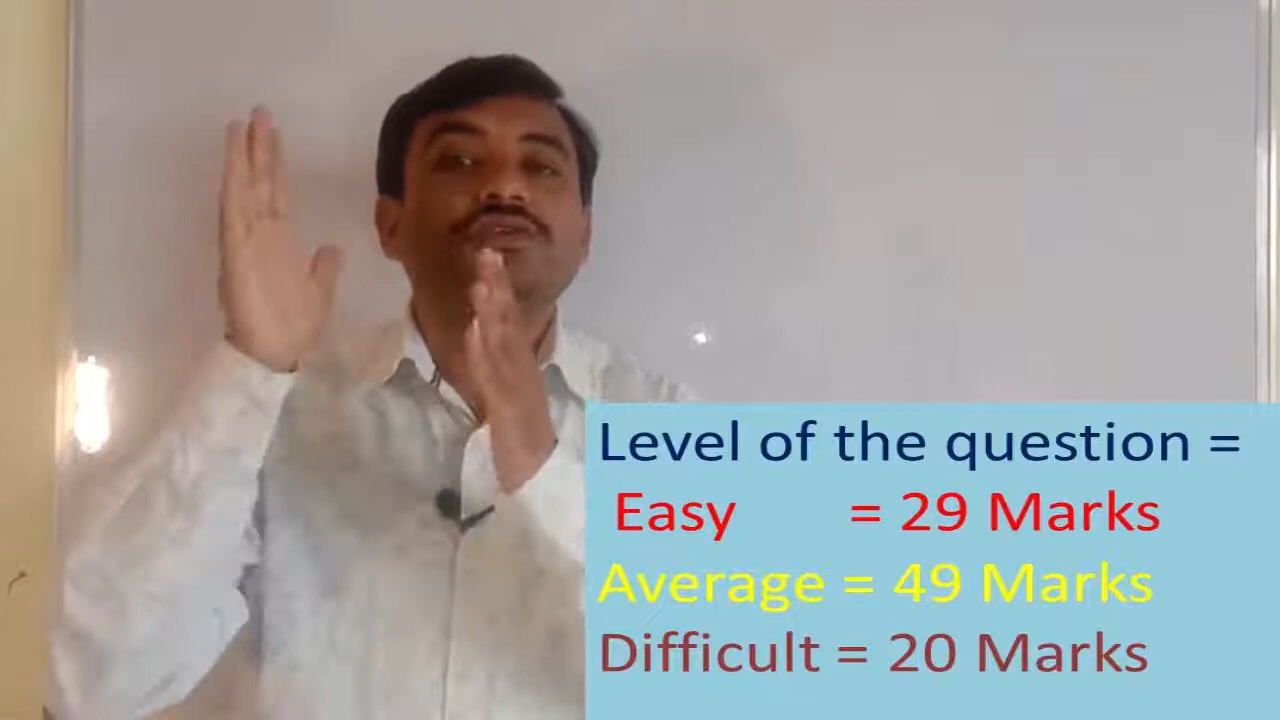 Level of the question =
Easy = 29 Marks
Average = 49 Marks
Difficult = 20 Marks